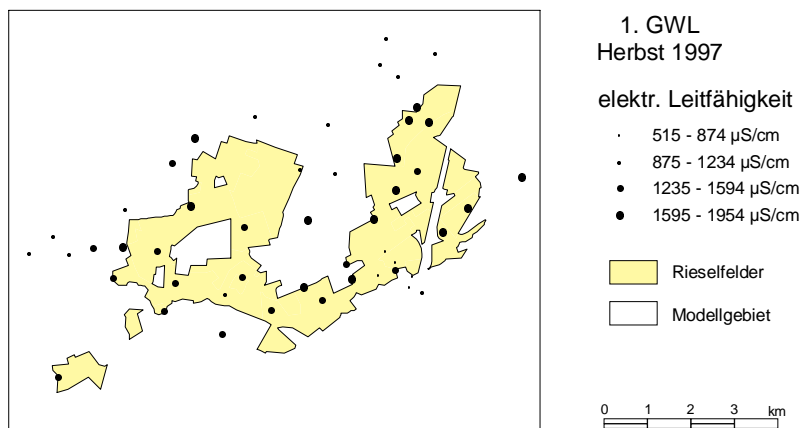 1. GWL
Herbst 1997
elektr. Leitfähigkeit
515 - 874 µS/cm
875 - 1234 µS/cm
1235 - 1594 µS/cm
1595 - 1954 µS/cm
Rieselfelder
Modellgebiet
0 1 2 3 km